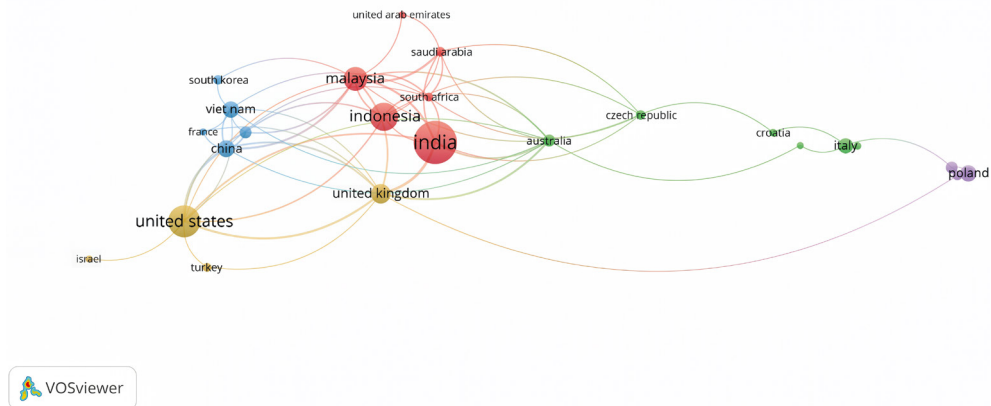 united arab emirates
saudi arabia
south korea
malaysia
south africa
viet nam
indonesia
czech republic
france
croatia
india
australia
china
italy
poland
united kingdom
united states
israel
turkey
VOSviewer